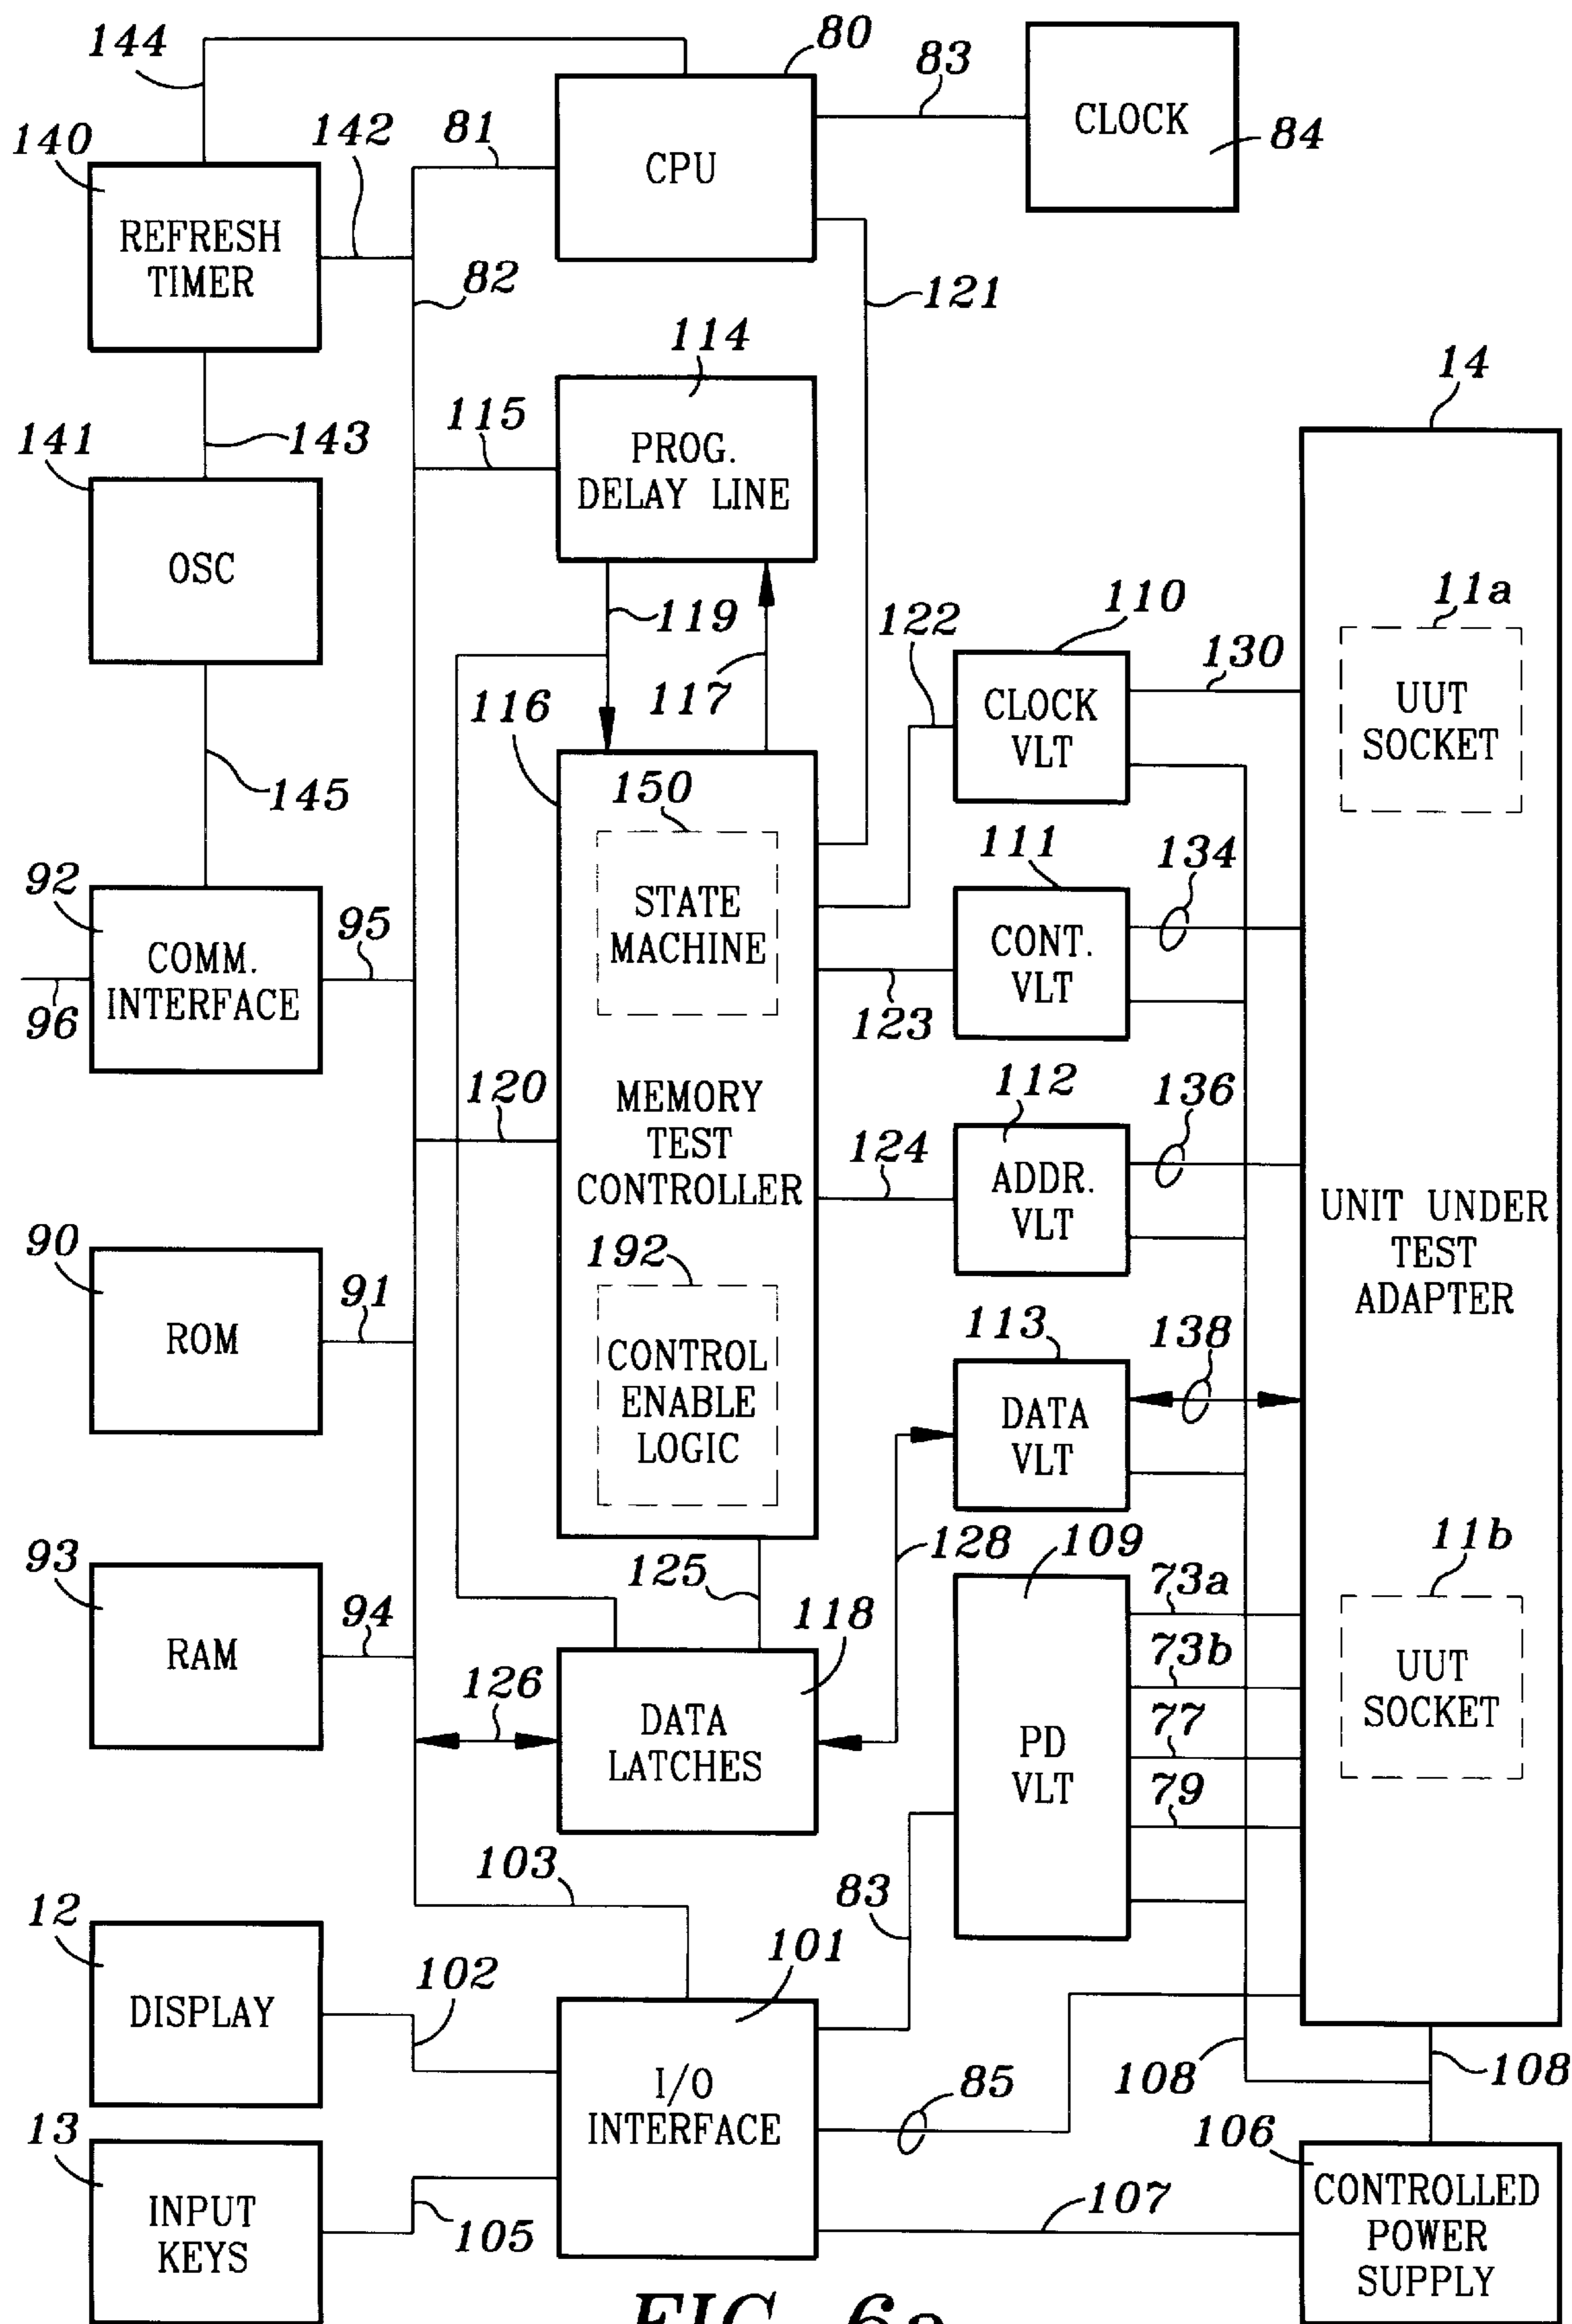 144
80
83
CLOCK
84
140
142
81
CPU
REFRESH
TIMER
82
121
114
14
141
143
115
PROG.
DELAY LINE
OSC
119
117
122
110
130
11a
UUT
SOCKET
116
CLOCK
VLT
145
150
STATE
MACHINE
111
134
92
95
COMM.
INTERFACE
96
CONT.
VLT
123
120
MEMORY
TEST
CONTROLLER
112
136
124
ADDR.
VLT
UNIT UNDER
TEST
ADAPTER
90
91
ROM
192
CONTROL
ENABLE
LOGIC
113
138
DATA
VLT
128
109
93
94
RAM
125
118
73a
11b
73b
UUT
SOCKET
126
DATA
LATCHES
77
PD
VLT
79
103
83
12
102
101
DISPLAY
I/O
INTERFACE
85
108
108
13
105
INPUT
KEYS
107
106
CONTROLLED
POWER
SUPPLY
FIG. 6a